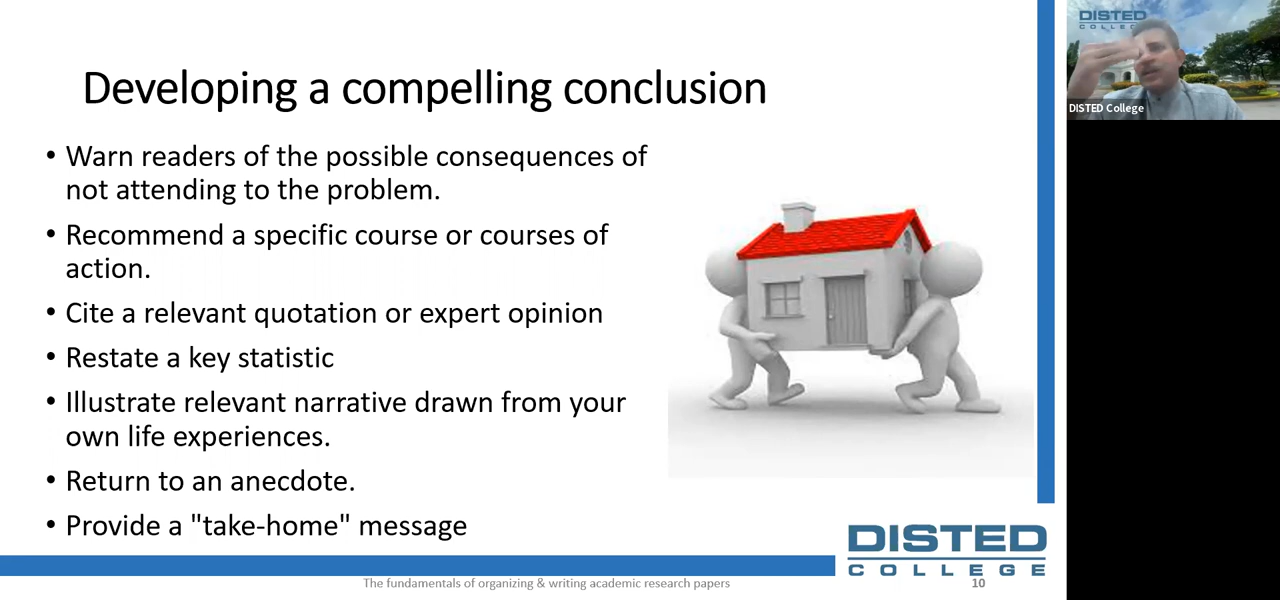 Developing a compelling conclusion
• Warn readers of the possible consequences of
not attending to the problem.
• Recommend a specific course or courses of
action.
• Cite a relevant quotation or expert opinion
• Restate a key statistic
• Illustrate relevant narrative drawn from your
own life experiences.
• Return to an anecdote.
• Provide a "take-home" message
DISTED
COLLEGE
The fundamentals of organizing & writing academic research papers
10
DISTED
DISTED College